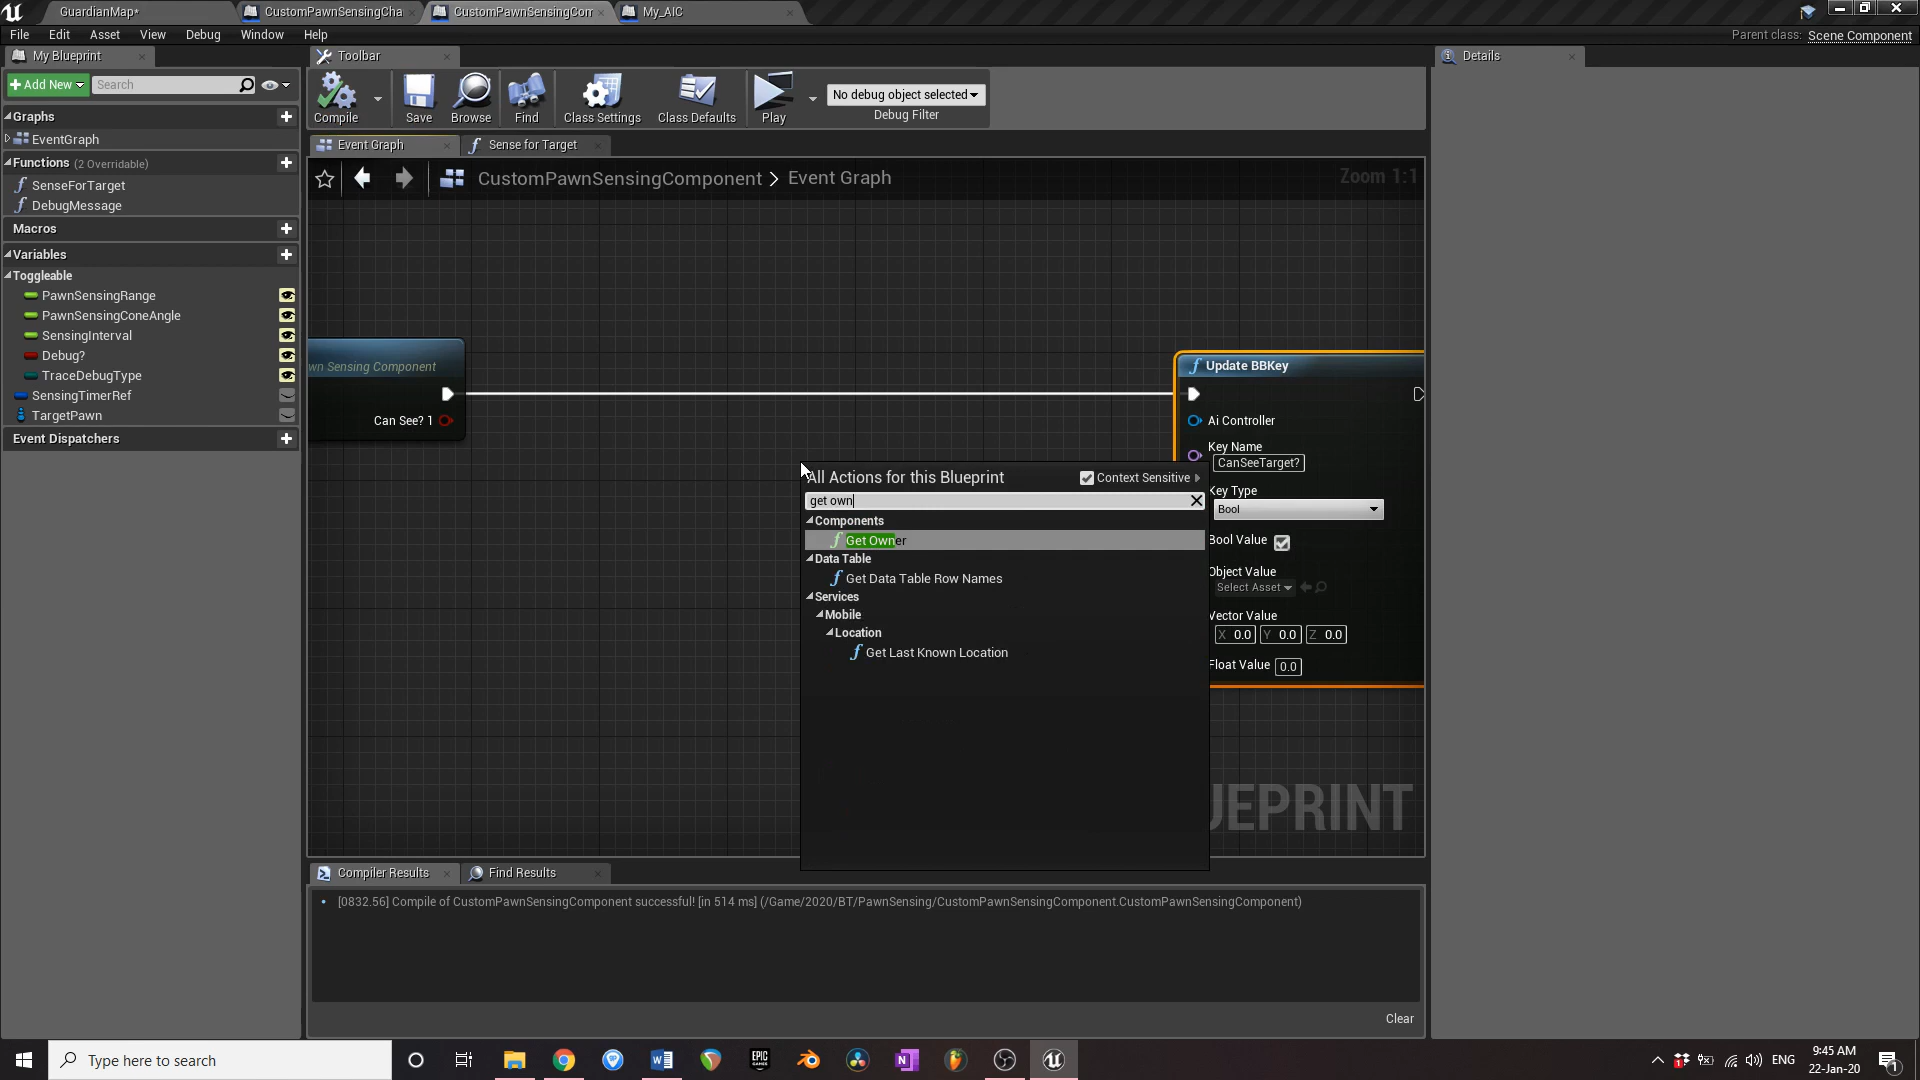 GuardianMap*
CustomPawnSensingCha
CustomPawnSensingCom
My_AIC
File Edit Asset View Debug Window Help
Parent class: Scene Component
My Blueprint
Toolbar
Details
+ Add New
Search
Compile
Save
Browse
Find
Class Settings
Class Defaults
Play
No debug object selected
Debug Filter
Graphs
EventGraph
Functions (2 Overridable)
SenseForTarget
DebugMessage
Macros
Variables
Toggleable
PawnSensingRange
PawnSensingConeAngle
SensingInterval
Debug?
TraceDebugType
SensingTimerRef
TargetPawn
Event Dispatchers
Event Graph
Sense for Target
CustomPawnSensingComponent > Event Graph
Zoom 1:1
wn Sensing Component
Can See? 1
Update BBKey
Ai Controller
Key Name
CanSeeTarget?
Key Type
Bool
Bool Value
Object Value
Select Asset
Vector Value
X 0.0 Y 0.0 Z 0.0
Float Value 0.0
All Actions for this Blueprint
Context Sensitive
get own
Components
Get Owner
Data Table
Get Data Table Row Names
Services
Mobile
Location
Get Last Known Location
UEPRINT
Compiler Results
Find Results
[0832.56] Compile of CustomPawnSensingComponent successful! [in 514 ms] (/Game/2020/BT/PawnSensing/CustomPawnSensingComponent.CustomPawnSensingComponent)
Clear
Type here to search
EPIC GAMES
ENG
9:45 AM
22-Jan-20
1